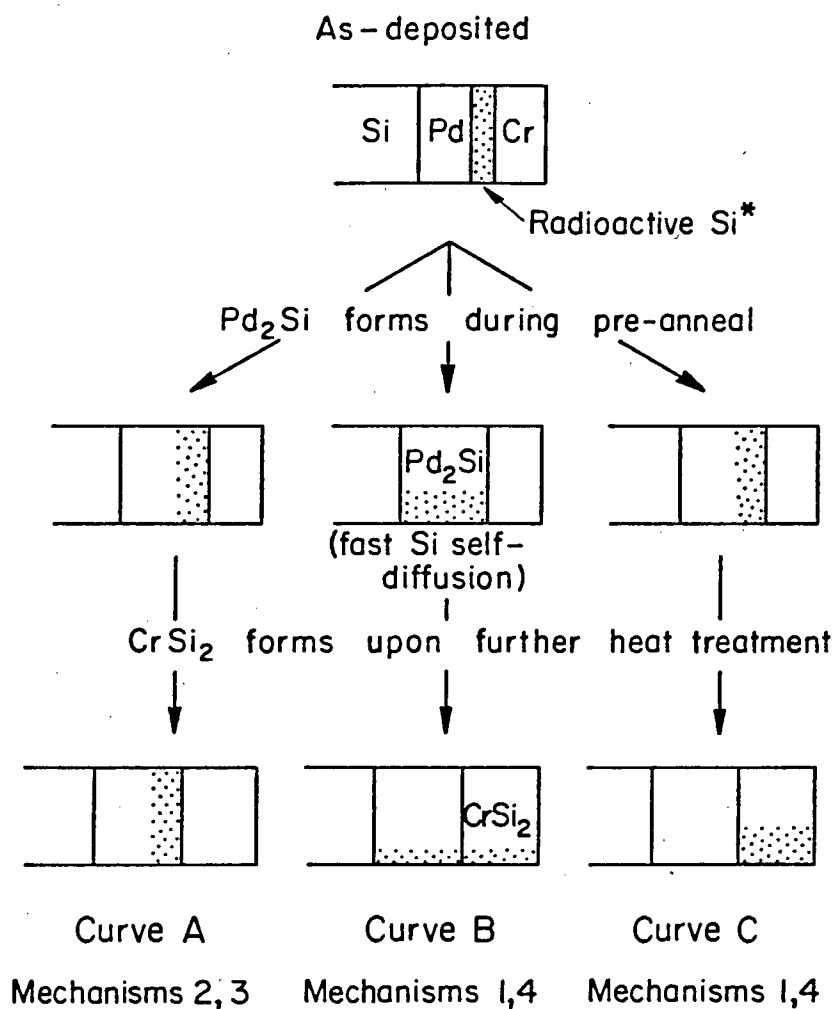 As-deposited
Si Pd Cr
Radioactive Si*
Pd₂Si forms during pre-anneal
Pd₂Si
(fast Si self-
diffusion)
CrSi₂ forms upon further heat treatment
CrSi₂
Curve A Curve B Curve C
Mechanisms 2,3 Mechanisms 1,4 Mechanisms 1,4